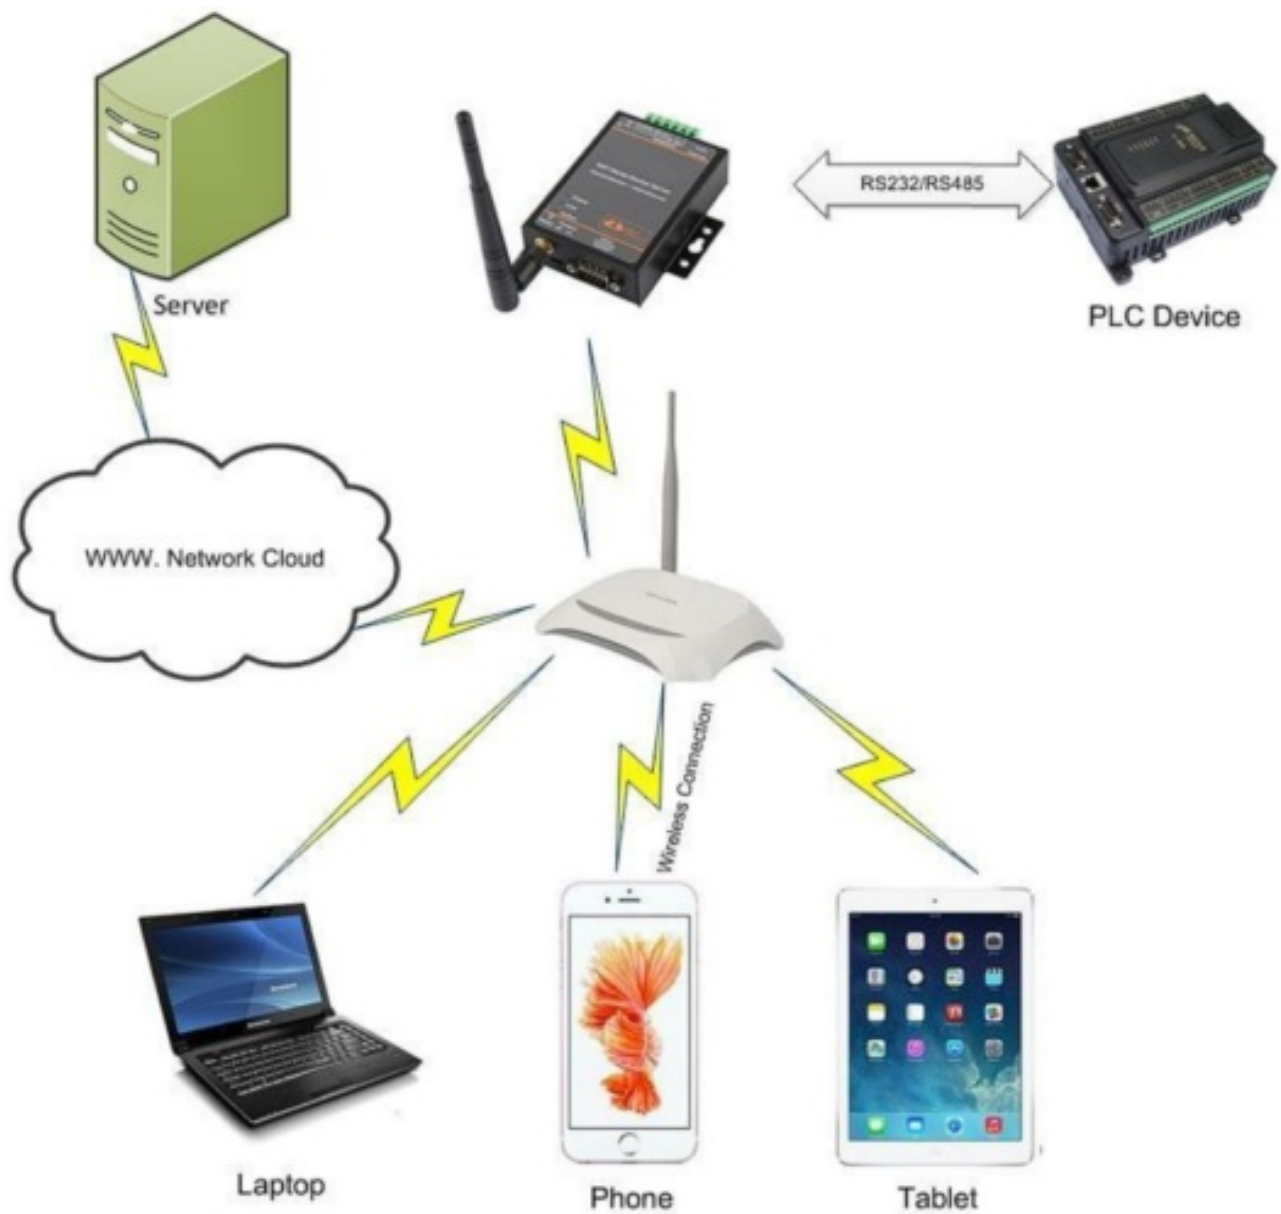 RS232/RS485
Server
PLC Device
WWW. Network Cloud
Wireless Connection
Laptop
Phone
Tablet